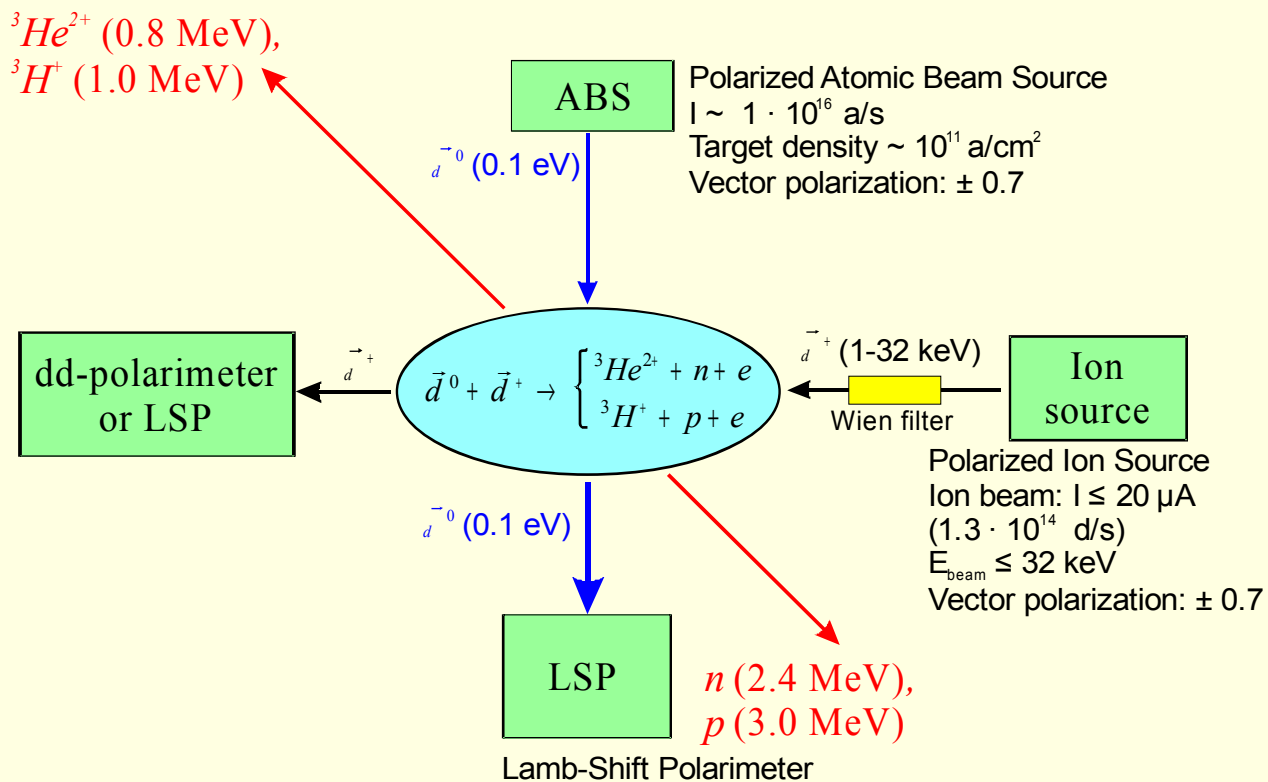 ³He²⁺ (0.8 MeV),
³H⁺ (1.0 MeV)
ABS
Polarized Atomic Beam Source
I ~ 1 · 10¹⁶ a/s
Target density ~ 10¹¹ a/cm²
Vector polarization: ± 0.7
d⃗⁰ (0.1 eV)
dd-polarimeter
or LSP
d⃗⁺
d⃗⁰ + d⃗⁺ → { ³He²⁺ + n + e
³H⁺ + p + e
d⃗⁺ (1-32 keV)
Wien filter
Ion
source
Polarized Ion Source
Ion beam: I ≤ 20 µA
(1.3 · 10¹⁴ d/s)
E_beam ≤ 32 keV
Vector polarization: ± 0.7
d⃗⁰ (0.1 eV)
LSP
Lamb-Shift Polarimeter
n (2.4 MeV),
p (3.0 MeV)